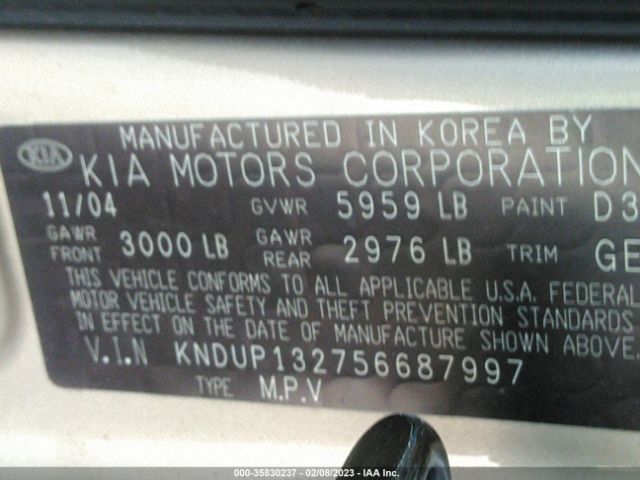 MANUFACTURED IN KOREA BY
KIA KIA MOTORS CORPORATION
11/04 GVWR 5959 LB PAINT D3
GAWR FRONT 3000 LB GAWR REAR 2976 LB TRIM GE
THIS VEHICLE CONFORMS TO ALL APPLICABLE U.S.A. FEDERAL
MOTOR VEHICLE SAFETY AND THEFT PREVENTION STANDARDS
IN EFFECT ON THE DATE OF MANUFACTURE SHOWN ABOVE.
V.I.N KNDUP132756687997
TYPE M.P.V
000-35830237 - 02/08/2023 - IAA Inc.